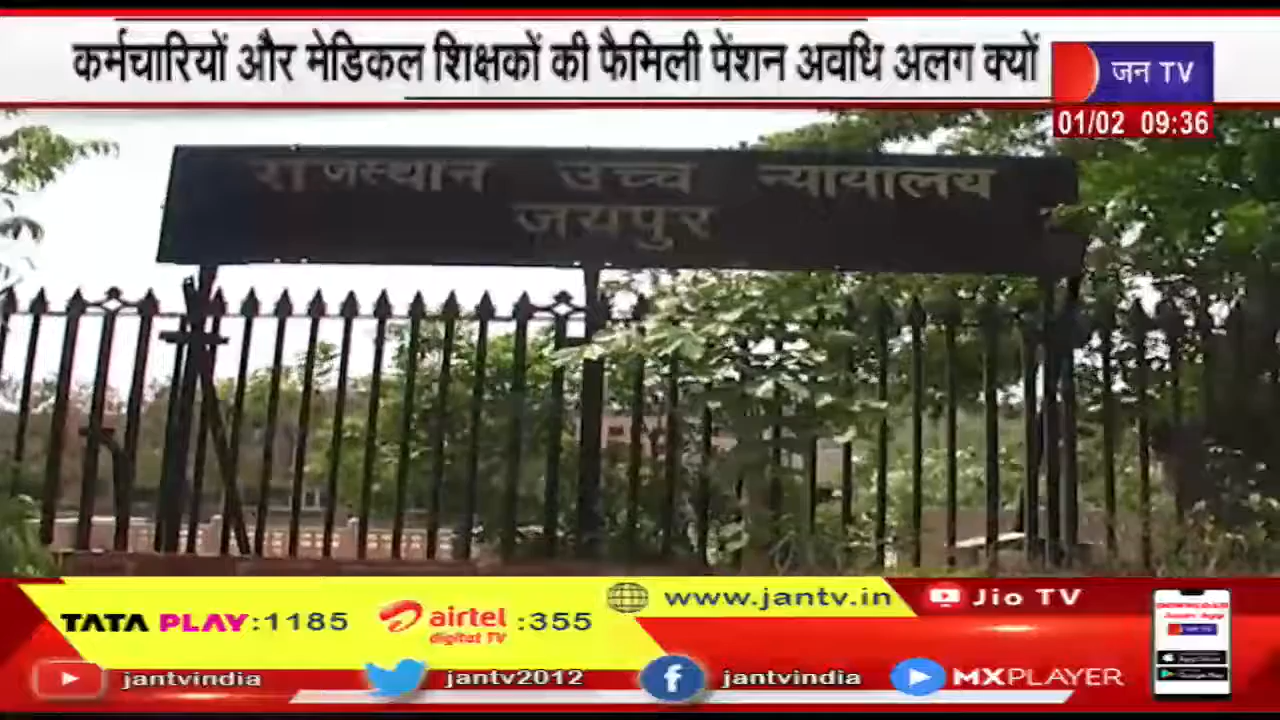 कर्मचारियों और मेडिकल शिक्षकों की फैमिली पेंशन अवधि अलग क्यों
जन TV
01/02 09:36
राजस्थान उच्च न्यायालय
जयपुर
TATA PLAY:1185
airtel digital TV :355
www.jantv.in
Jio TV
DOWNLOAD
jantvindia
jantv2012
jantvindia
MXPLAYER